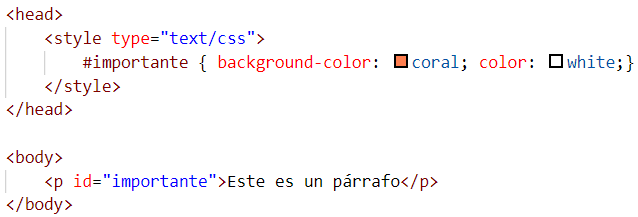 <head>
<style type="text/css">
#importante { background-color: coral; color: white;}
</style>
</head>
<body>
<p id="importante">Este es un párrafo</p>
</body>